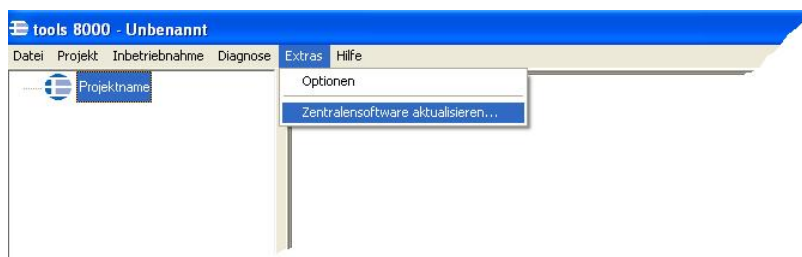 tools 8000 - Unbenannt
Datei Projekt Inbetriebnahme Diagnose Extras Hilfe
Projektname
Optionen
Zentralensoftware aktualisieren...